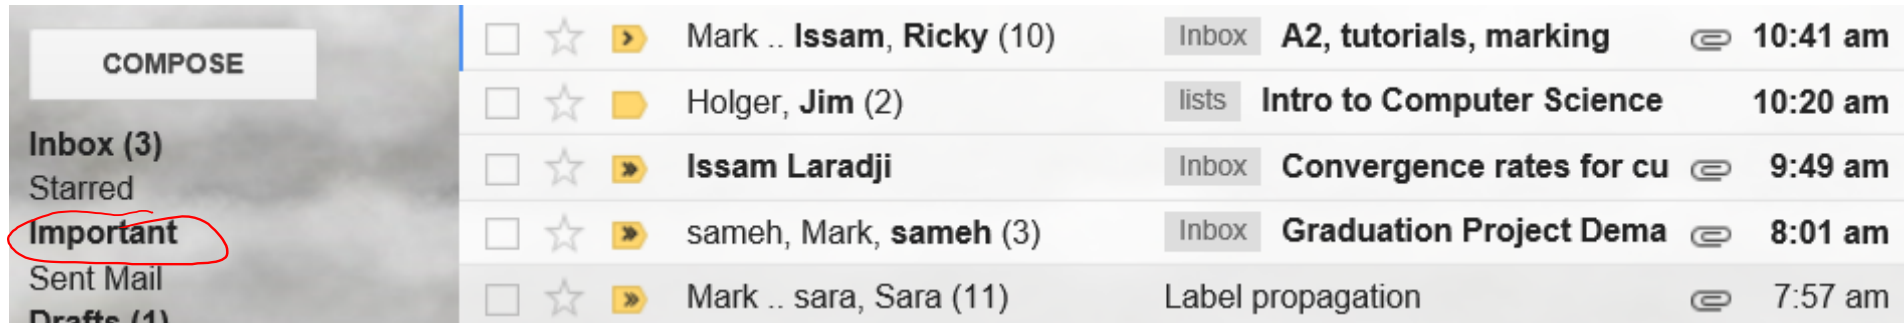 COMPOSE
Inbox (3)
Starred
Important
Sent Mail
Drafts (1)
Mark .. Issam, Ricky (10) Inbox A2, tutorials, marking 10:41 am
Holger, Jim (2) lists Intro to Computer Science 10:20 am
Issam Laradji Inbox Convergence rates for cu 9:49 am
sameh, Mark, sameh (3) Inbox Graduation Project Dema 8:01 am
Mark .. sara, Sara (11) Label propagation 7:57 am